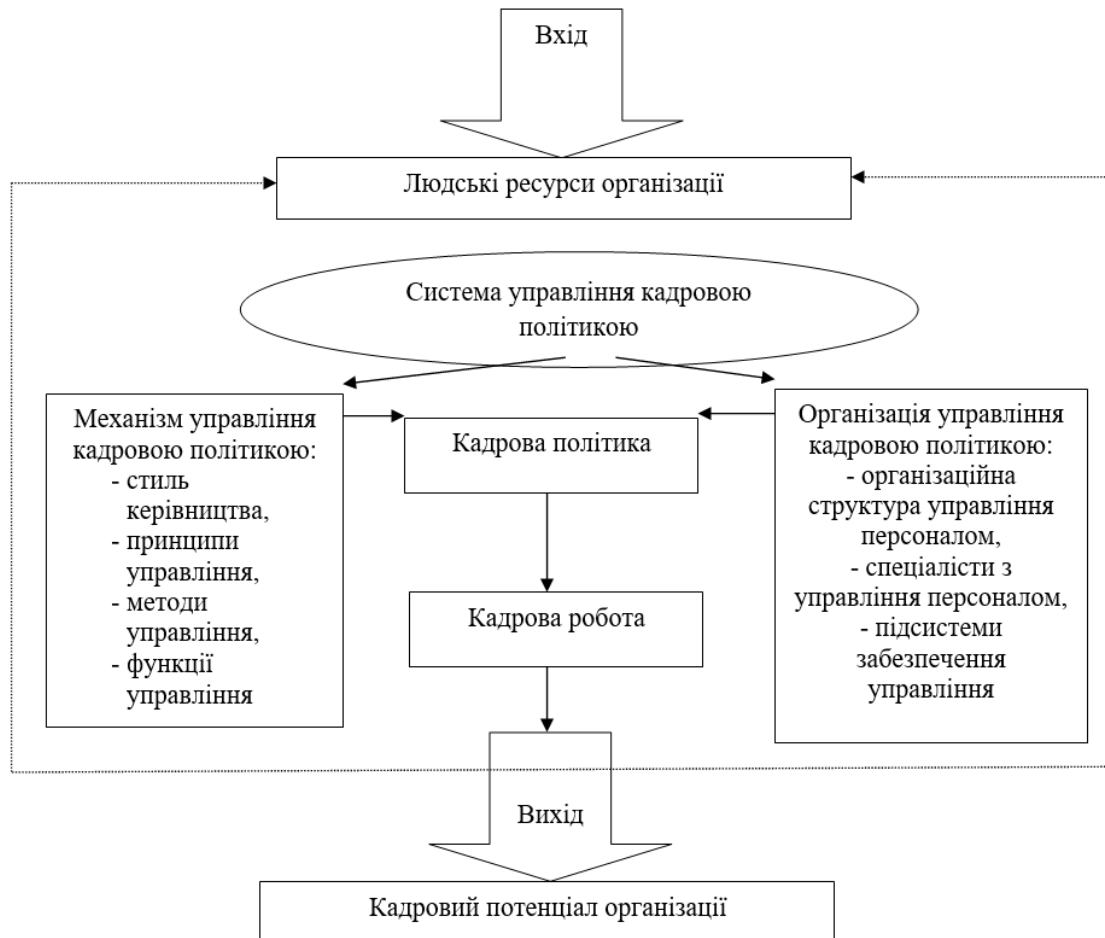 Вхід
Людські ресурси організації
Система управління кадровою
політикою
Механізм управління
кадровою політикою:
- стиль
керівництва,
- принципи
управління,
- методи
управління,
- функції
управління
Кадрова політика
Кадрова робота
Організація управління
кадровою політикою:
- організаційна
структура управління
персоналом,
- спеціалісти з
управління персоналом,
- підсистеми
забезпечення
управління
Вихід
Кадровий потенціал організації